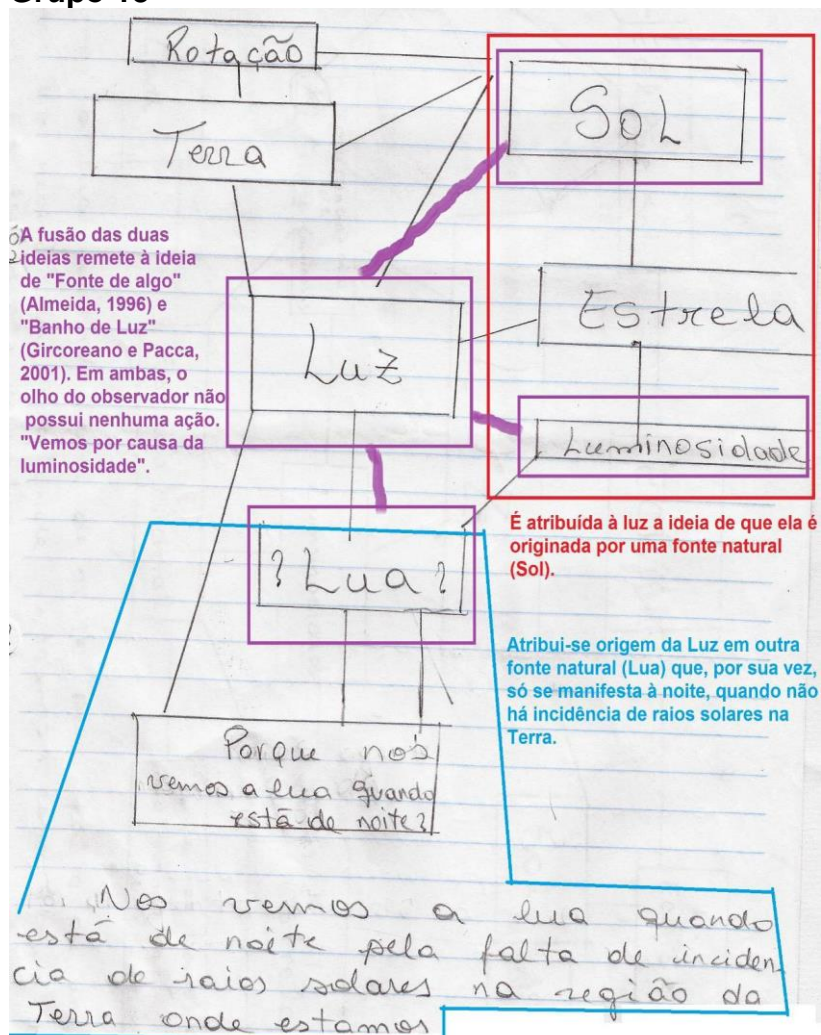 Rotação
Sol
Terra
A fusão das duas
ideias remete à ideia
de "Fonte de algo"
(Almeida, 1996) e
"Banho de Luz"
(Gircoreano e Pacca,
2001). Em ambas, o
olho do observador não
possui nenhuma ação.
"Vemos por causa da
luminosidade".
Estrela
Luz
Luminosidade
É atribuída à luz a ideia de que ela é
originada por uma fonte natural
(Sol).
? Lua ?
Atribui-se origem da Luz em outra
fonte natural (Lua) que, por sua vez,
só se manifesta à noite, quando não
há incidência de raios solares na
Terra.
Porque nós
vemos a lua quando
está de noite?
Nos vemos a lua quando
está de noite pela falta de inciden
cia de raios solares na região da
Terra onde estamos